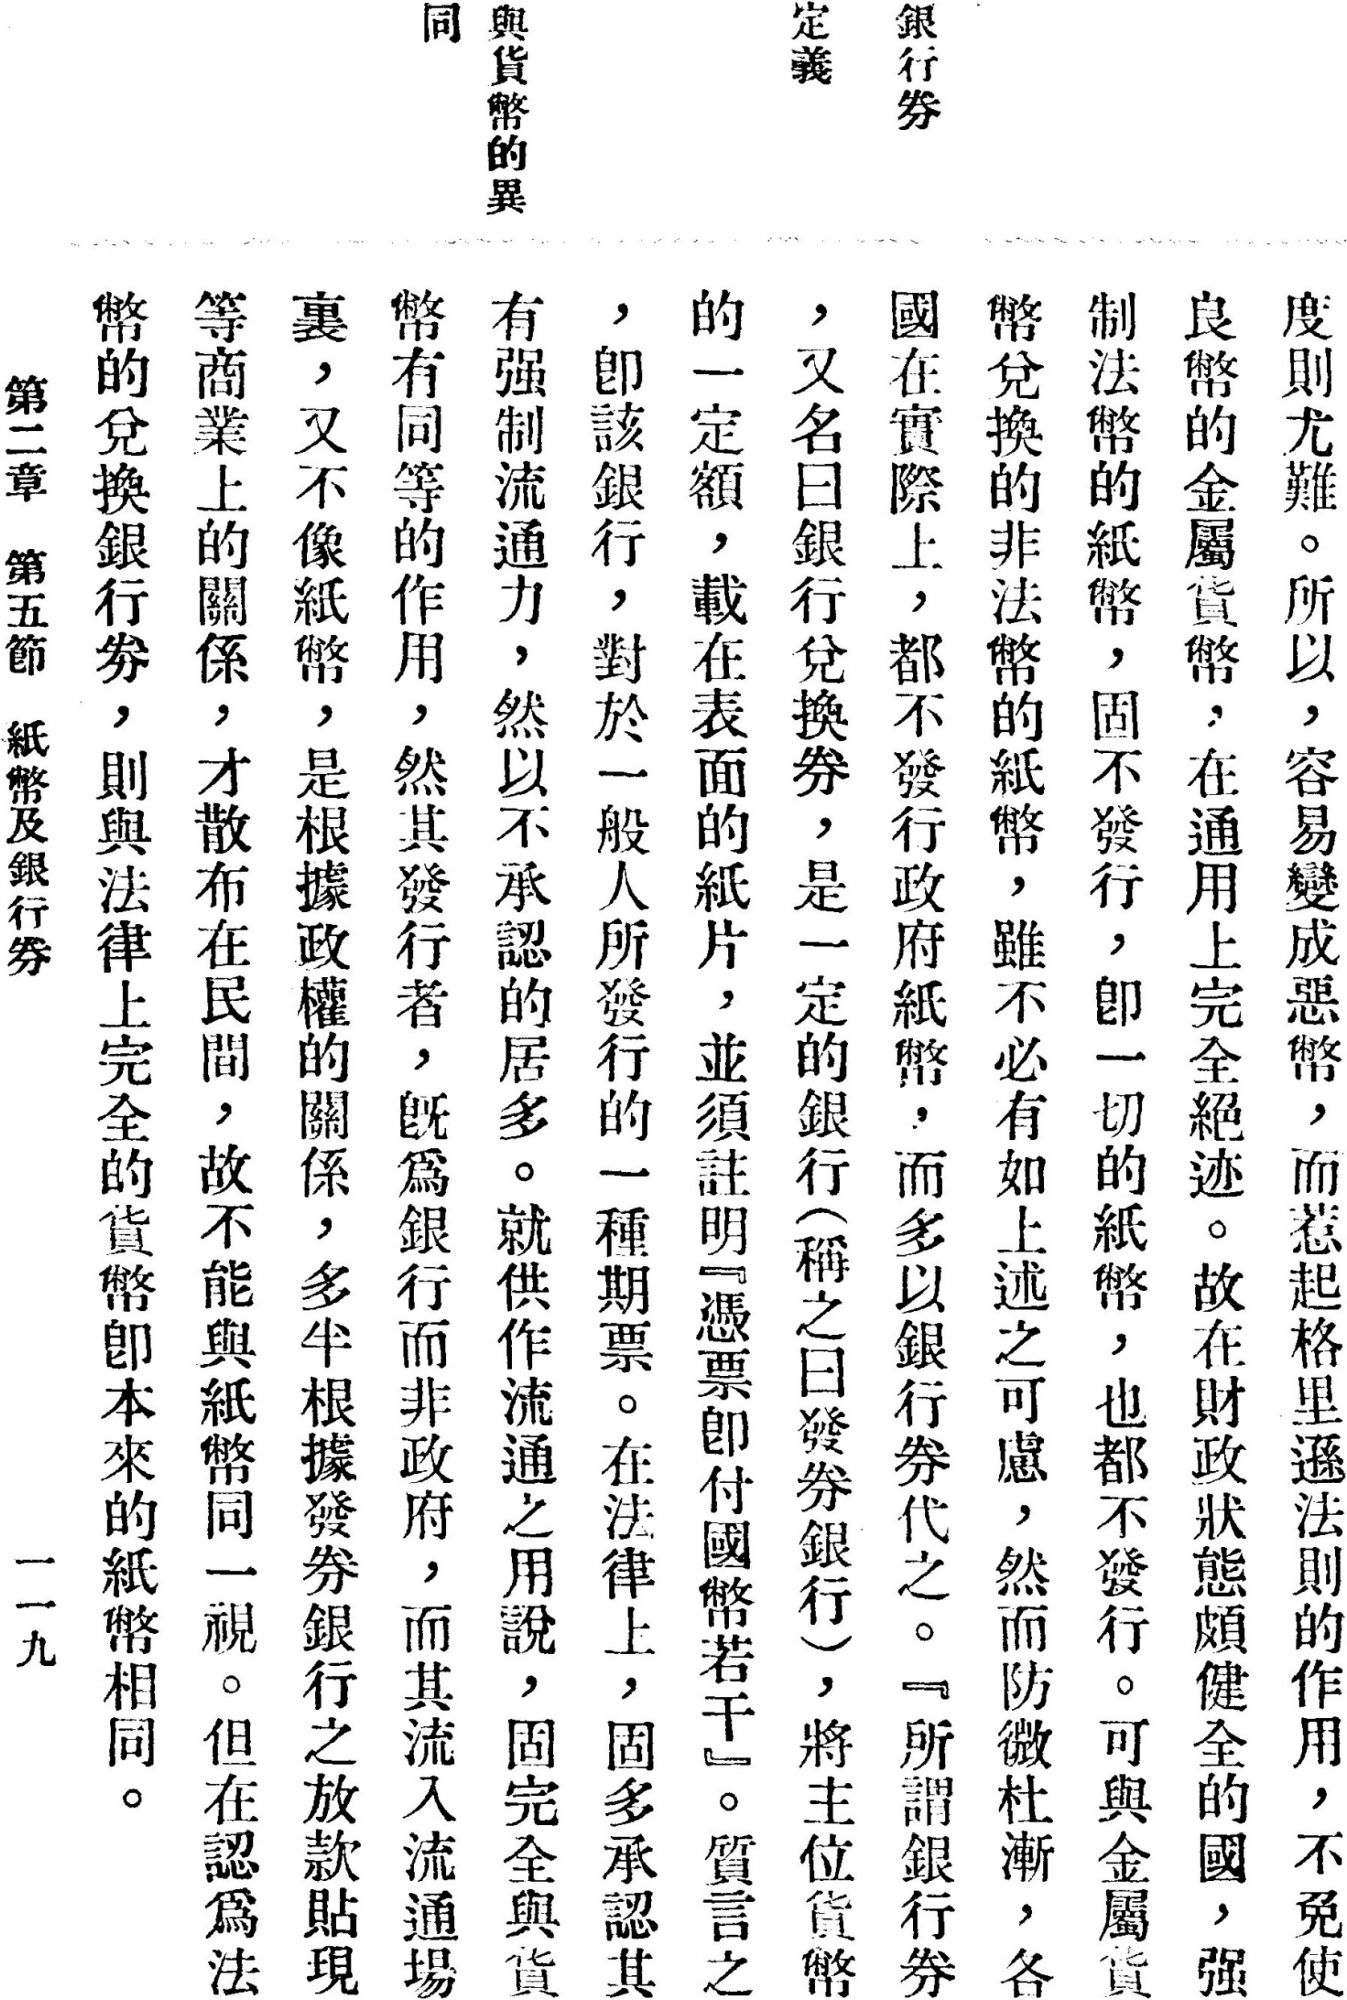 銀行券
定義
與貨幣的異
同
度則尤難。所以，容易變成惡幣，而惹起格里遜法則的作用，不免使
良幣的金屬貨幣，在通用上完全絕迹。故在財政狀態頗健全的國，强
制法幣的紙幣，固不發行，卽一切的紙幣，也都不發行。可與金屬貨
幣兌換的非法幣的紙幣，雖不必有如上述之可慮，然而防微杜漸，各
國在實際上，都不發行政府紙幣，而多以銀行券代之。『所謂銀行券
，又名曰銀行兌換券，是一定的銀行（稱之曰發券銀行），將主位貨幣
的一定額，載在表面的紙片，並須註明『憑票卽付國幣若干』。質言之
，卽該銀行，對於一般人所發行的一種期票。在法律上，固多承認其
有强制流通力，然以不承認的居多。就供作流通之用說，固完全與貨
幣有同等的作用，然其發行者，旣爲銀行而非政府，而其流入流通場
裏，又不像紙幣，是根據政權的關係，多半根據發券銀行之放款貼現
等商業上的關係，才散布在民間，故不能與紙幣同一視。但在認爲法
幣的兌換銀行券，則與法律上完全的貨幣卽本來的紙幣相同。
第二章　第五節　紙幣及銀行券　一一九